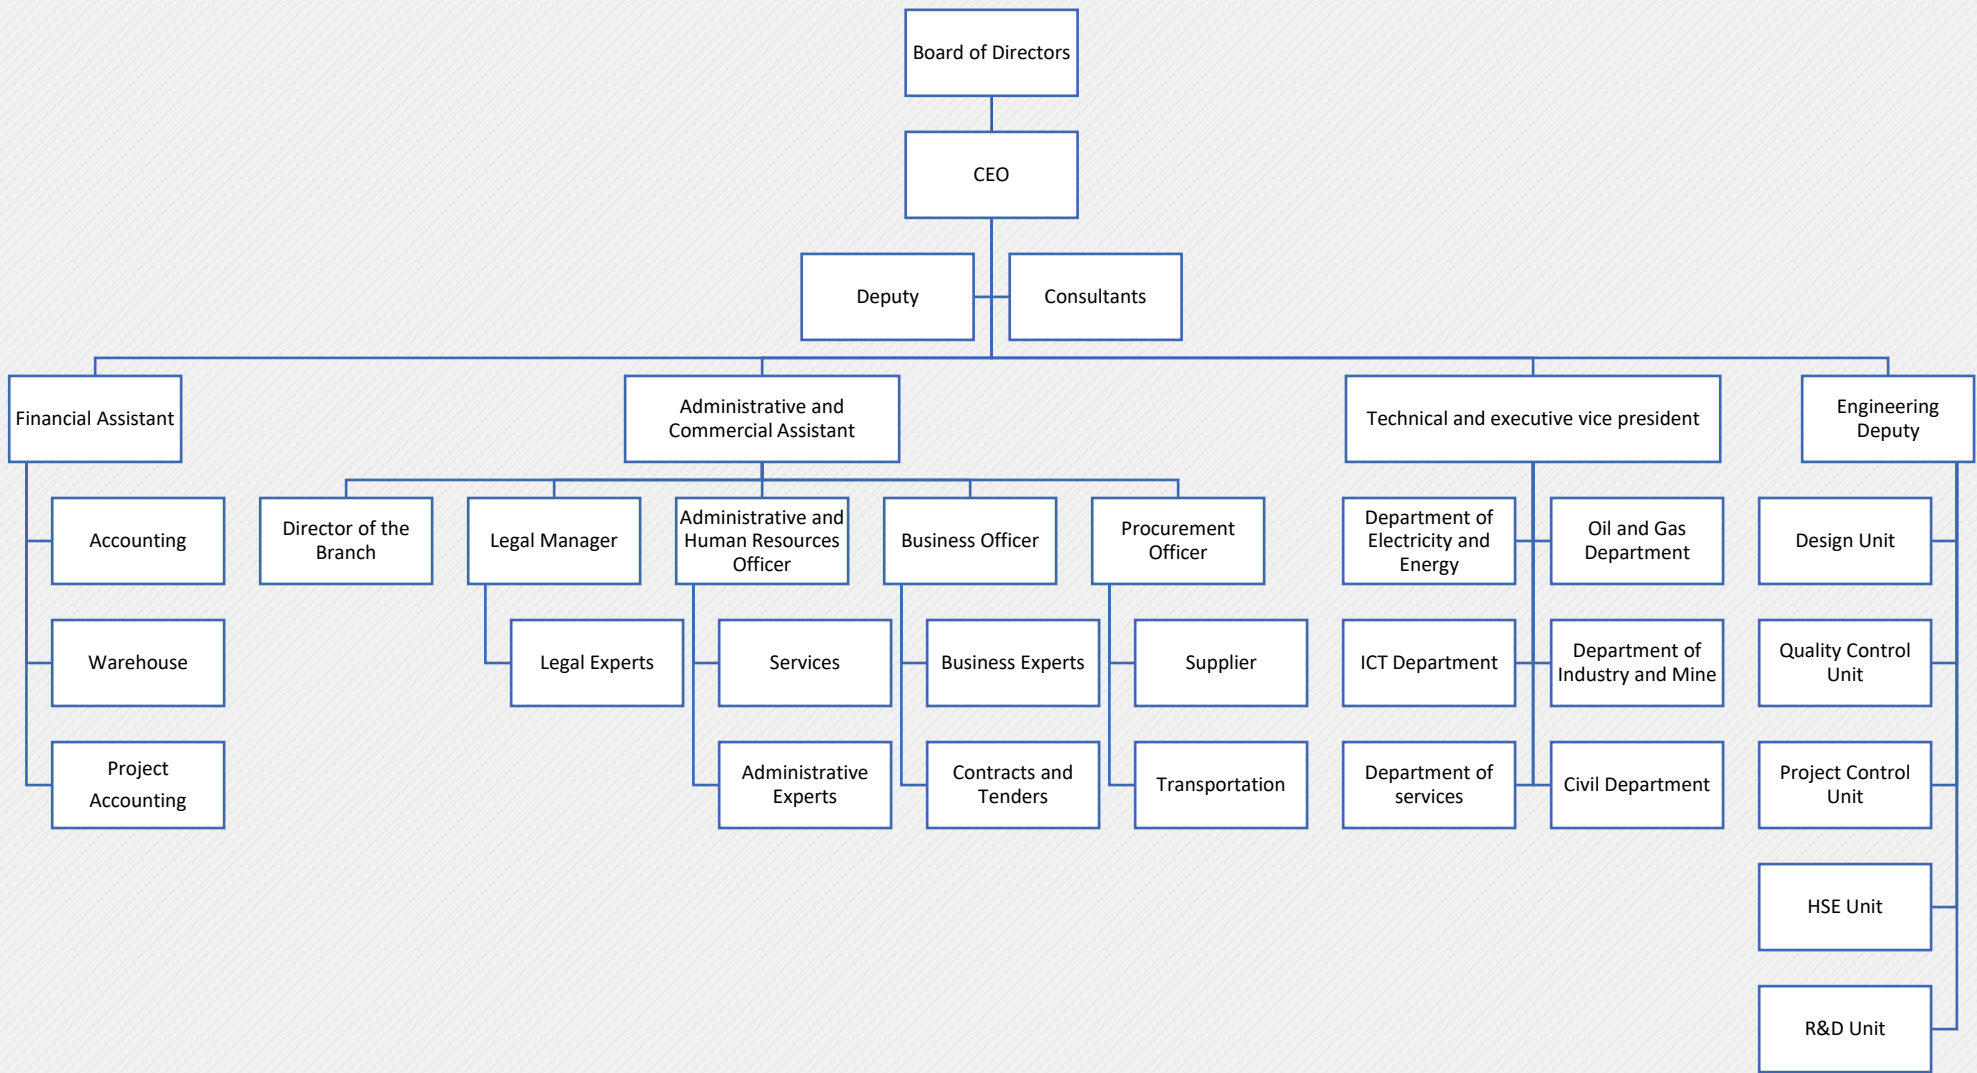 Board of Directors
CEO
Deputy
Consultants
Financial Assistant
Administrative and
Commercial Assistant
Technical and executive vice president
Engineering
Deputy
Accounting
Warehouse
Project
Accounting
Director of the
Branch
Legal Manager
Legal Experts
Administrative and
Human Resources
Officer
Services
Administrative
Experts
Business Officer
Business Experts
Contracts and
Tenders
Procurement
Officer
Supplier
Transportation
Department of
Electricity and
Energy
Oil and Gas
Department
ICT Department
Department of
Industry and Mine
Department of
services
Civil Department
Design Unit
Quality Control
Unit
Project Control
Unit
HSE Unit
R&D Unit